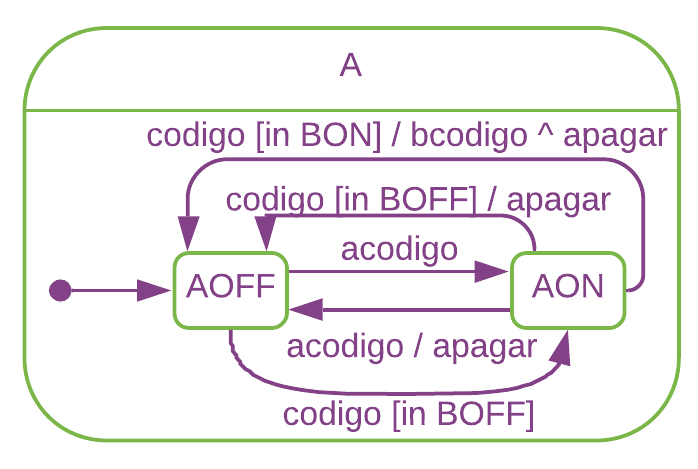 A
codigo [in BON] / bcodigo ^ apagar
codigo [in BOFF] / apagar
acodigo
AOFF
AON
acodigo / apagar
codigo [in BOFF]